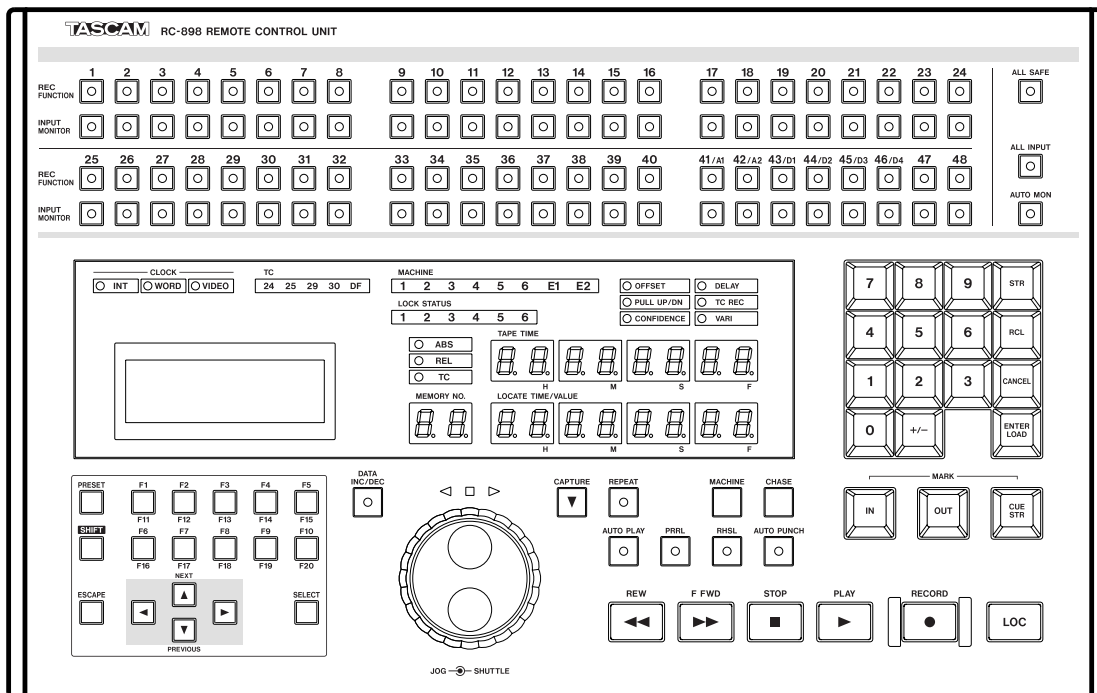 TASCAM RC-898 REMOTE CONTROL UNIT
1 2 3 4 5 6 7 8 9 10 11 12 13 14 15 16 17 18 19 20 21 22 23 24
ALL SAFE
REC
FUNCTION
INPUT
MONITOR
25 26 27 28 29 30 31 32 33 34 35 36 37 38 39 40 41/A1 42/A2 43/D1 44/D2 45/D3 46/D4 47 48
ALL INPUT
REC
FUNCTION
AUTO MON
INPUT
MONITOR
CLOCK
INT WORD VIDEO
TC
24 25 29 30 DF
MACHINE
1 2 3 4 5 6 E1 E2
LOCK STATUS
1 2 3 4 5 6
OFFSET DELAY
PULL UP/DN TC REC
CONFIDENCE VARI
ABS
REL
TC
TAPE TIME
H M S F
MEMORY NO.
LOCATE TIME/VALUE
H M S F
7 8 9 STR
4 5 6 RCL
1 2 3 CANCEL
0 +/− ENTER
LOAD
PRESET F1 F2 F3 F4 F5
F11 F12 F13 F14 F15
SHIFT F6 F7 F8 F9 F10
F16 F17 F18 F19 F20
NEXT
ESCAPE SELECT
PREVIOUS
DATA
INC/DEC
JOG SHUTTLE
CAPTURE REPEAT MACHINE CHASE
AUTO PLAY PRRL RHSL AUTO PUNCH
MARK
IN OUT CUE
STR
REW F FWD STOP PLAY RECORD LOC